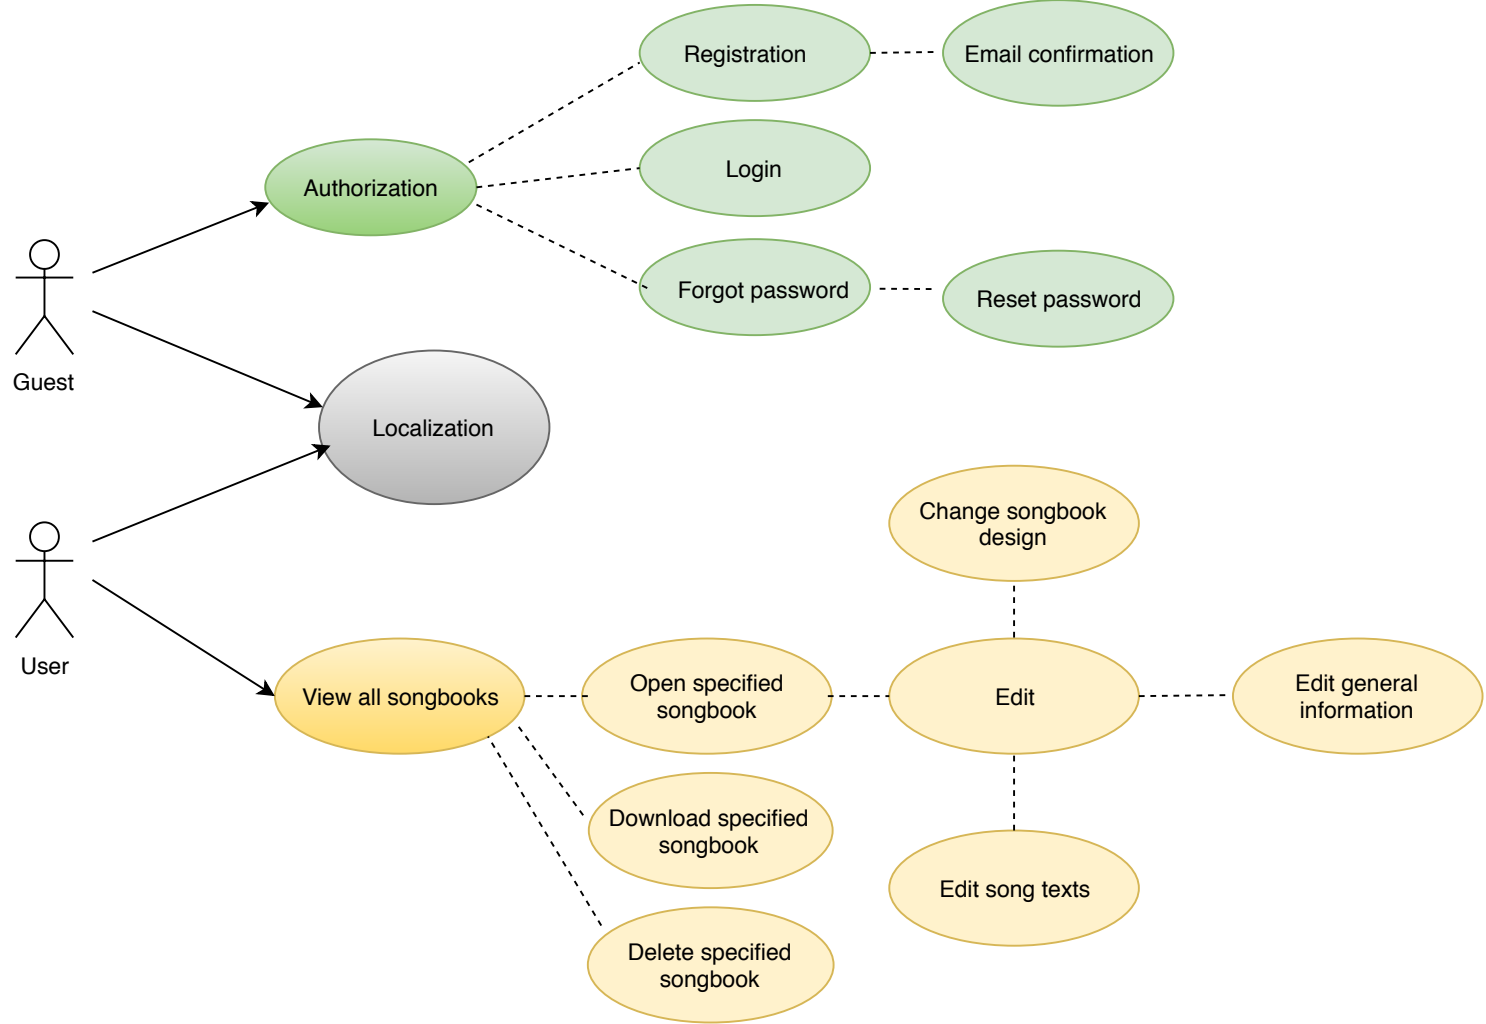 Registration
Email confirmation
Login
Authorization
Forgot password
Reset password
Guest
Localization
Change songbook
design
User
View all songbooks
Open specified
songbook
Edit
Edit general
information
Download specified
songbook
Edit song texts
Delete specified
songbook